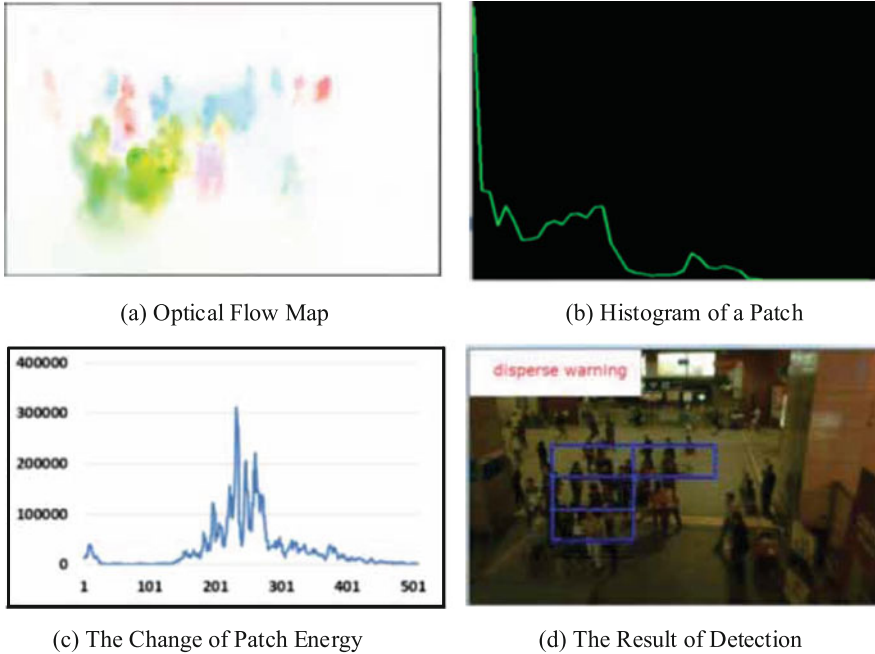 (a) Optical Flow Map
(b) Histogram of a Patch
400000
300000
200000
100000
0
1 101 201 301 401 501
disperse warning
(c) The Change of Patch Energy
(d) The Result of Detection